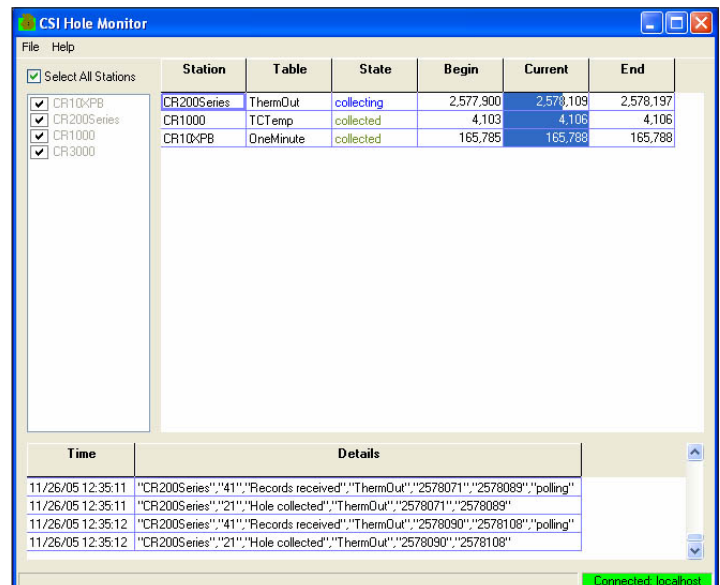 CSI Hole Monitor
File Help
Select All Stations
CR10XPB
CR200Series
CR1000
CR3000
Station Table State Begin Current End
CR200Series ThermOut collecting 2,577,900 2,578,109 2,578,197
CR1000 TCTemp collected 4,103 4,106 4,106
CR10XPB OneMinute collected 165,785 165,788 165,788
Time Details
11/26/05 12:35:11 "CR200Series","41","Records received","ThermOut","2578071","2578089","polling"
11/26/05 12:35:11 "CR200Series","21","Hole collected","ThermOut","2578071","2578089"
11/26/05 12:35:12 "CR200Series","41","Records received","ThermOut","2578090","2578108","polling"
11/26/05 12:35:12 "CR200Series","21","Hole collected","ThermOut","2578090","2578108"
Connected: localhost